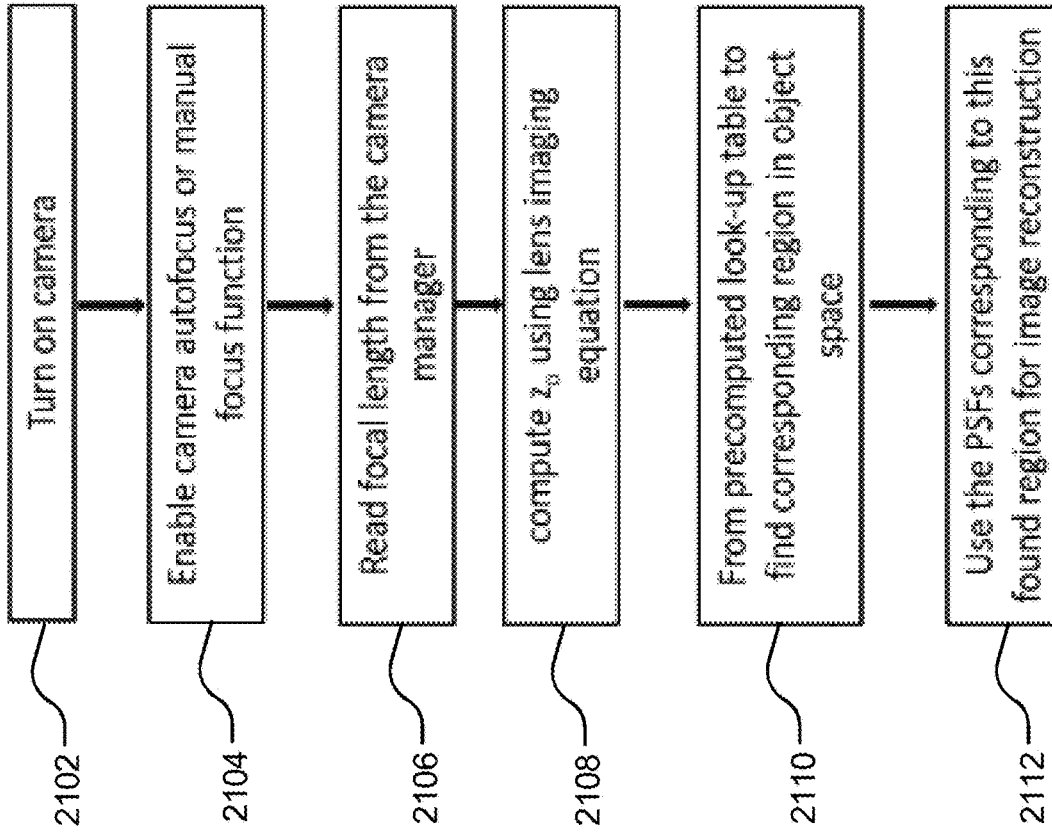 Turn on camera
2102
Enable camera autofocus or manual
focus function
2104
Read focal length from the camera
manager
2106
compute z₀ using lens imaging
equation
2108
From precomputed look-up table to
find corresponding region in object
space
2110
Use the PSFs corresponding to this
found region for image reconstruction
2112